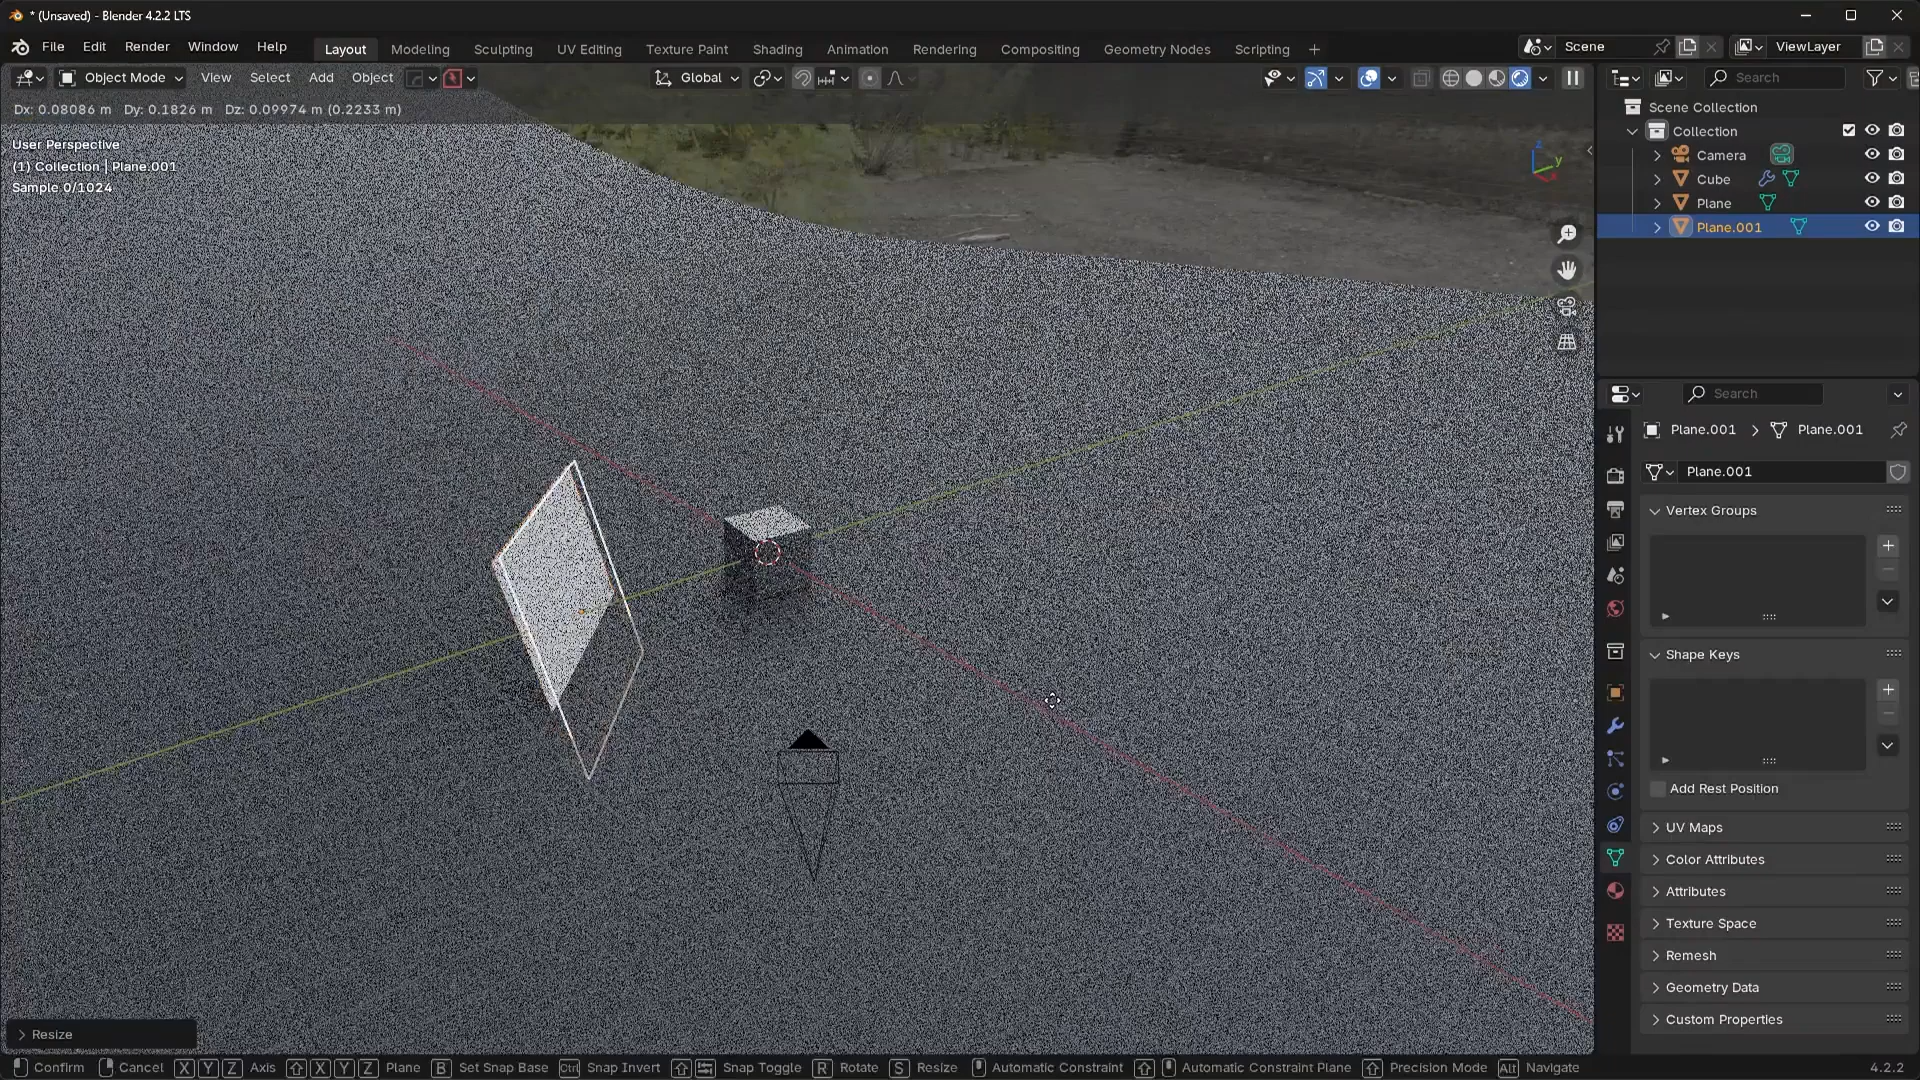 * (Unsaved) - Blender 4.2.2 LTS
File Edit Render Window Help Layout Modeling Sculpting UV Editing Texture Paint Shading Animation Rendering Compositing Geometry Nodes Scripting + Scene ViewLayer
Object Mode View Select Add Object Global Search
Dx: 0.08086 m Dy: 0.1826 m Dz: 0.09974 m (0.2233 m)
User Perspective
(1) Collection | Plane.001
Sample 0/1024
Z
Y
X
Scene Collection
Collection
Camera
Cube
Plane
Plane.001
Search
Plane.001 > Plane.001
Plane.001
Vertex Groups
Shape Keys
Add Rest Position
UV Maps
Color Attributes
Attributes
Texture Space
Remesh
Geometry Data
Custom Properties
> Resize
Confirm Cancel X Y Z Axis X Y Z Plane B Set Snap Base Ctrl Snap Invert Snap Toggle R Rotate S Resize Automatic Constraint Automatic Constraint Plane Precision Mode Alt Navigate 4.2.2